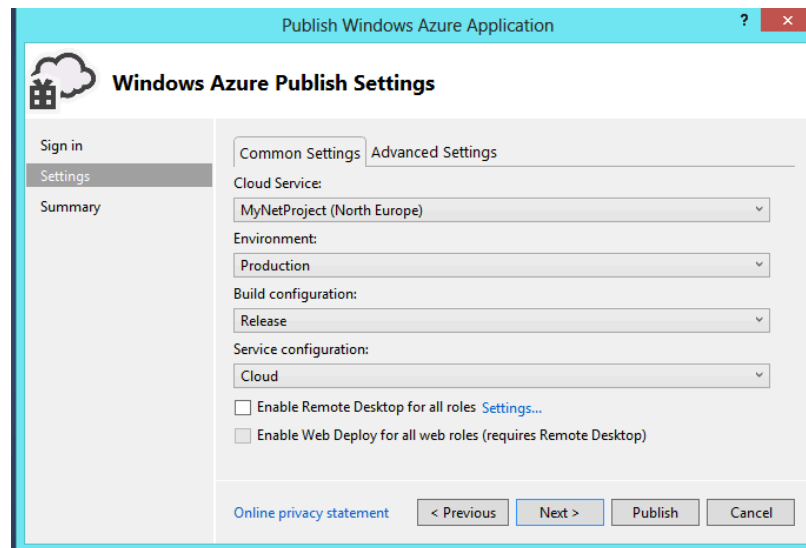 Publish Windows Azure Application
?
Windows Azure Publish Settings
Sign in
Settings
Summary
Common Settings Advanced Settings
Cloud Service:
MyNetProject (North Europe)
Environment:
Production
Build configuration:
Release
Service configuration:
Cloud
Enable Remote Desktop for all roles Settings...
Enable Web Deploy for all web roles (requires Remote Desktop)
Online privacy statement < Previous Next > Publish Cancel